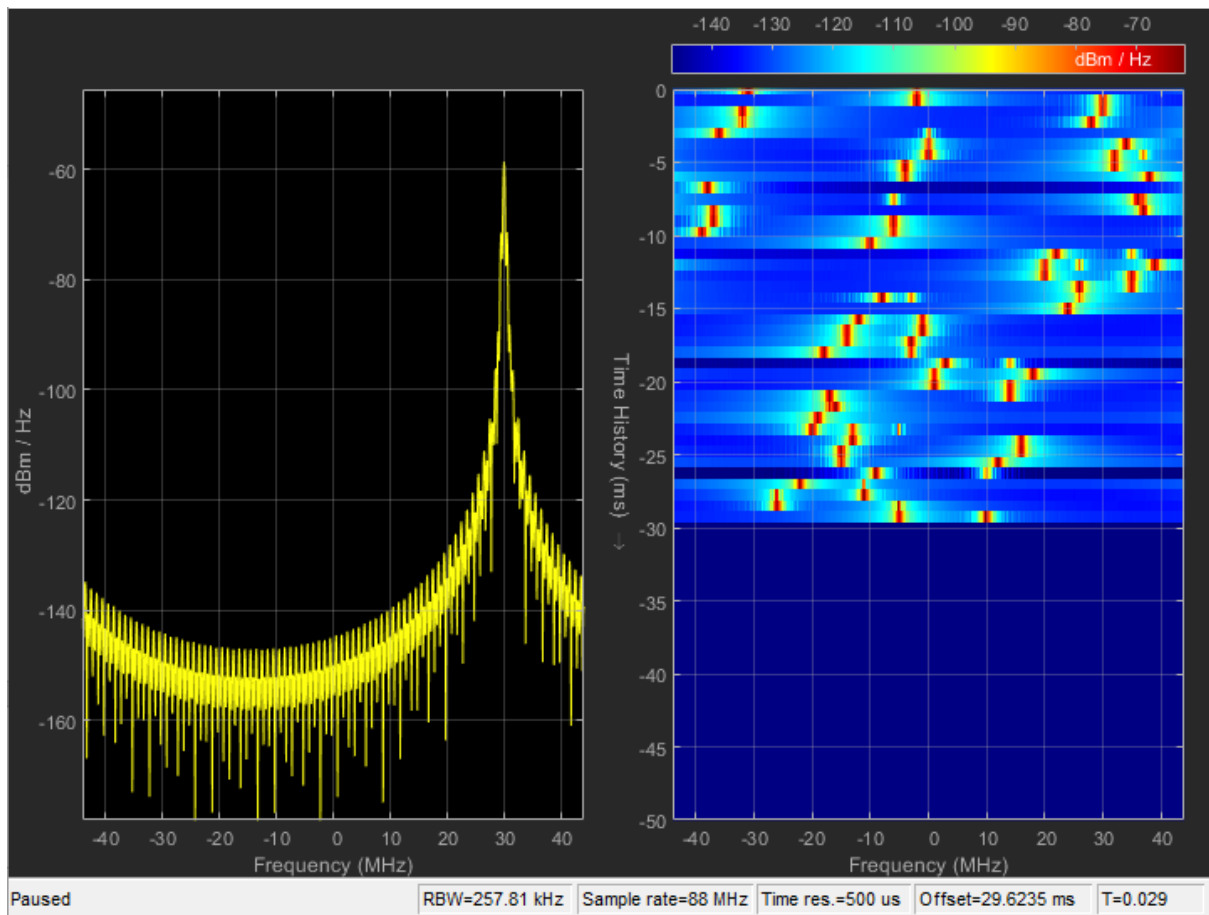 -140 -130 -120 -110 -100 -90 -80 -70
dBm / Hz
-60
-80
-100
-120
-140
-160
dBm / Hz
-40 -30 -20 -10 0 10 20 30 40
Frequency (MHz)
0
-5
-10
-15
-20
-25
-30
-35
-40
-45
-50
Time History (ms) →
-40 -30 -20 -10 0 10 20 30 40
Frequency (MHz)
Paused RBW=257.81 kHz Sample rate=88 MHz Time res.=500 us Offset=29.6235 ms T=0.029